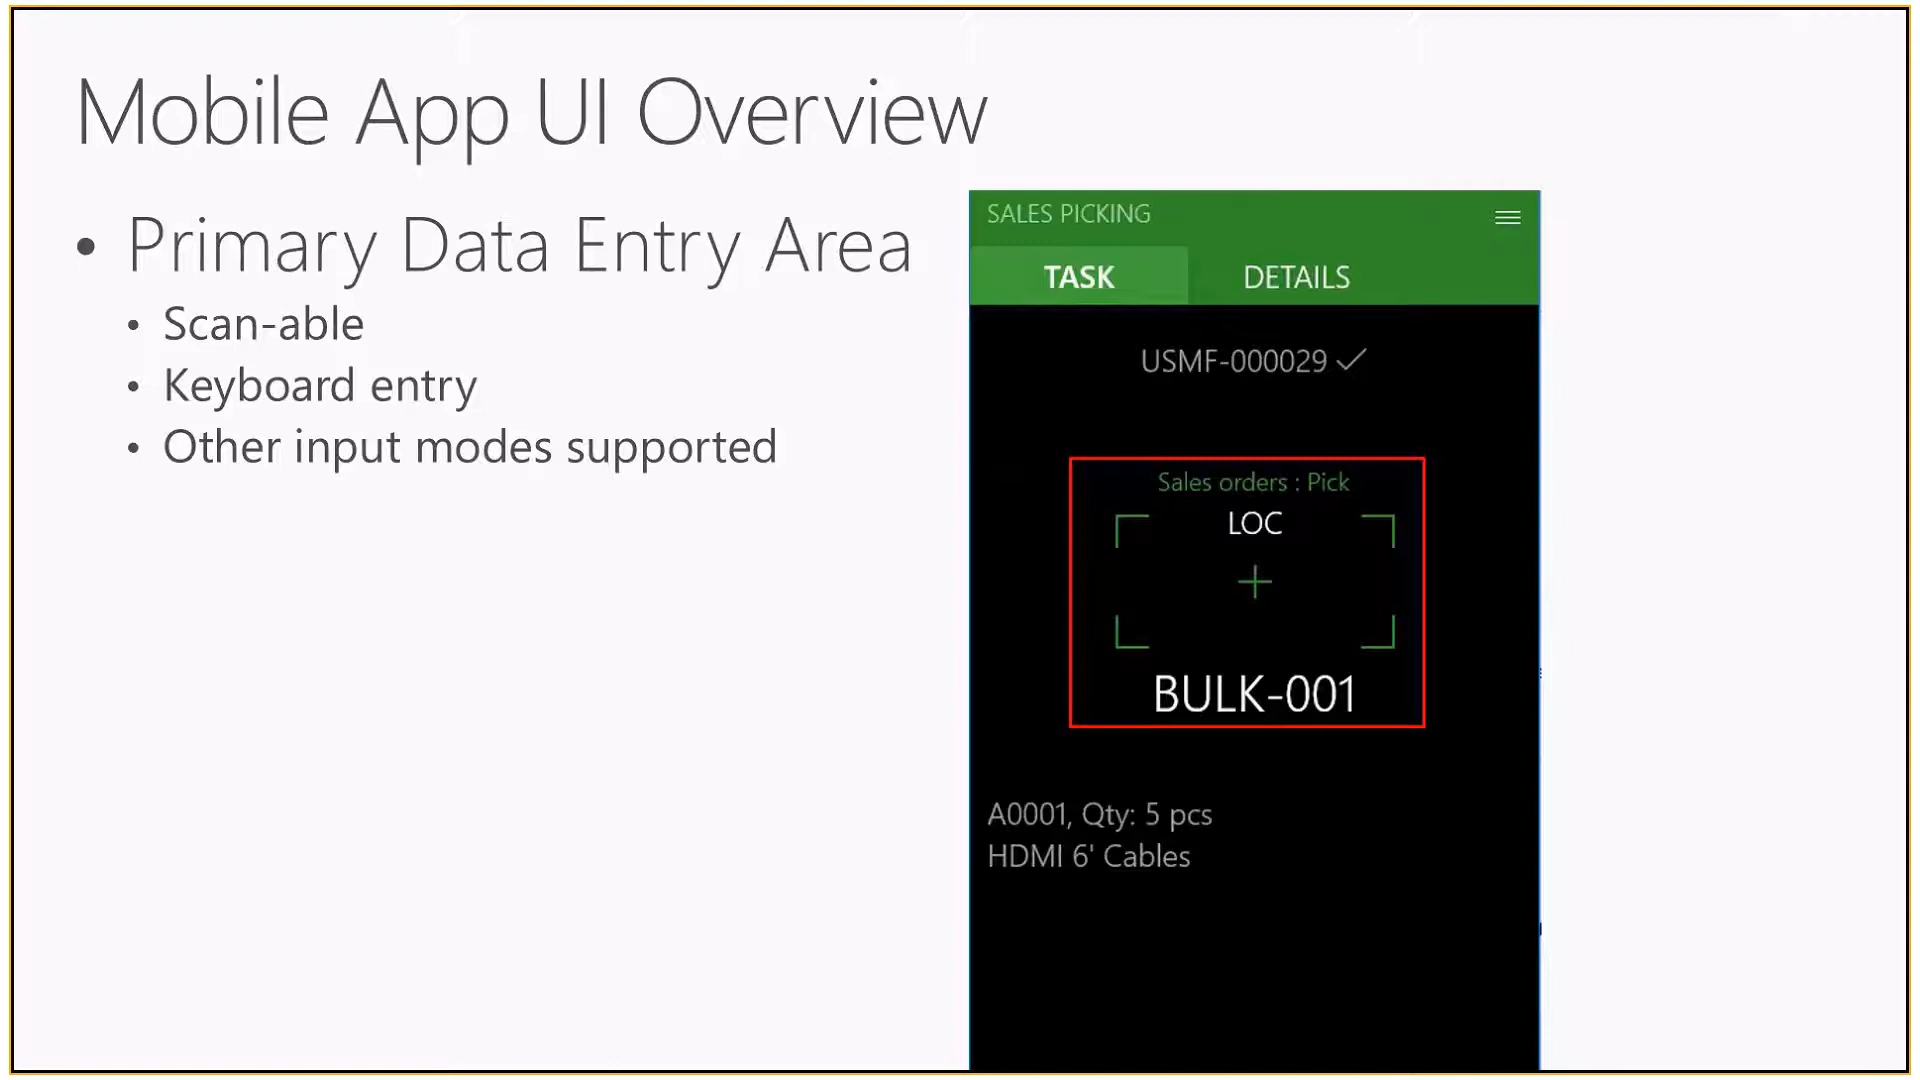 Mobile App UI Overview
• Primary Data Entry Area
• Scan-able
• Keyboard entry
• Other input modes supported
SALES PICKING
TASK DETAILS
USMF-000029
Sales orders : Pick
LOC
BULK-001
A0001, Qty: 5 pcs
HDMI 6' Cables